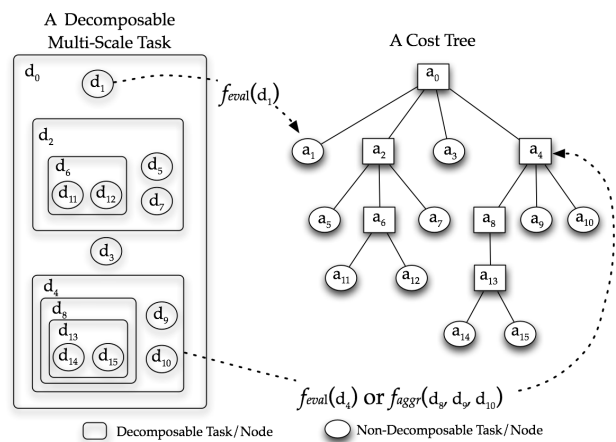 A Decomposable
Multi-Scale Task
A Cost Tree
d₀
d₁
d₂
d₆
d₁₁ d₁₂
d₅
d₇
d₃
d₄
d₈
d₁₃
d₁₄ d₁₅
d₉
d₁₀
feval(d₁)
a₀
a₁ a₂ a₃ a₄
a₅ a₆ a₇ a₈ a₉ a₁₀
a₁₁ a₁₂ a₁₃
a₁₄ a₁₅
feval(d₄) or faggr(d₈, d₉, d₁₀)
Decomposable Task/Node
Non-Decomposable Task/Node